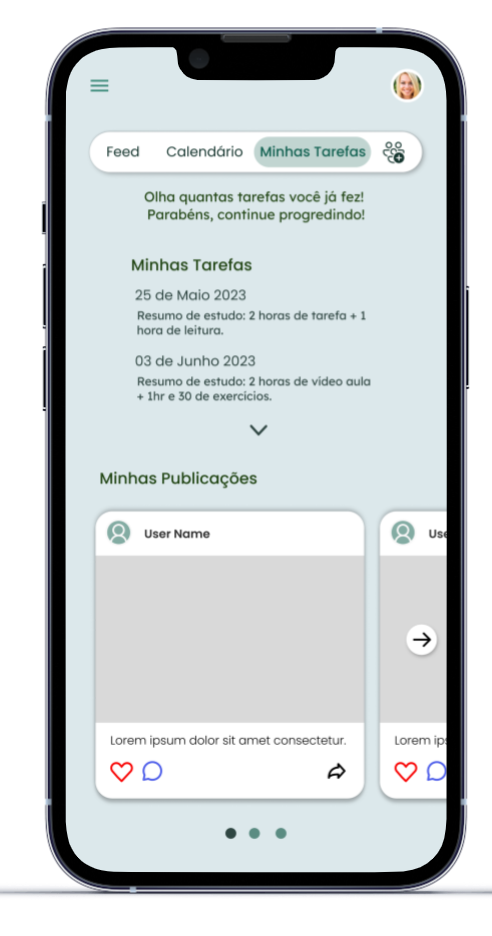 Feed Calendário Minhas Tarefas
Olha quantas tarefas você já fez!
Parabéns, continue progredindo!
Minhas Tarefas
25 de Maio 2023
Resumo de estudo: 2 horas de tarefa + 1
hora de leitura.
03 de Junho 2023
Resumo de estudo: 2 horas de vídeo aula
+ 1hr e 30 de exercícios.
Minhas Publicações
User Name
Lorem ipsum dolor sit amet consectetur.
Use
Lorem ip